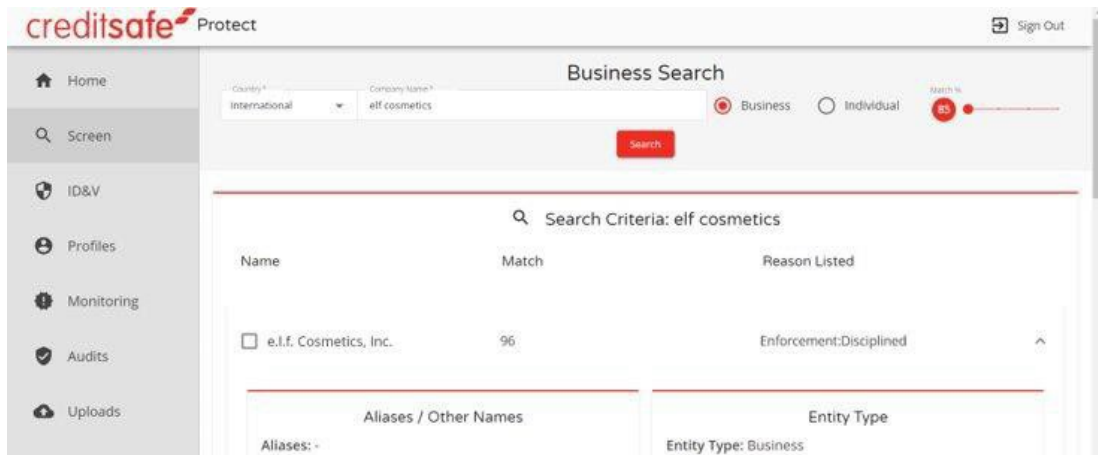 creditsafe Protect
Sign Out
Home
Screen
ID&V
Profiles
Monitoring
Audits
Uploads
Business Search
Country *
International
Company Name *
elf cosmetics
Business
Individual
Match %
85
Search
Search Criteria: elf cosmetics
Name Match Reason Listed
e.l.f. Cosmetics, Inc. 96 Enforcement:Disciplined
Aliases / Other Names
Aliases: -
Entity Type
Entity Type: Business